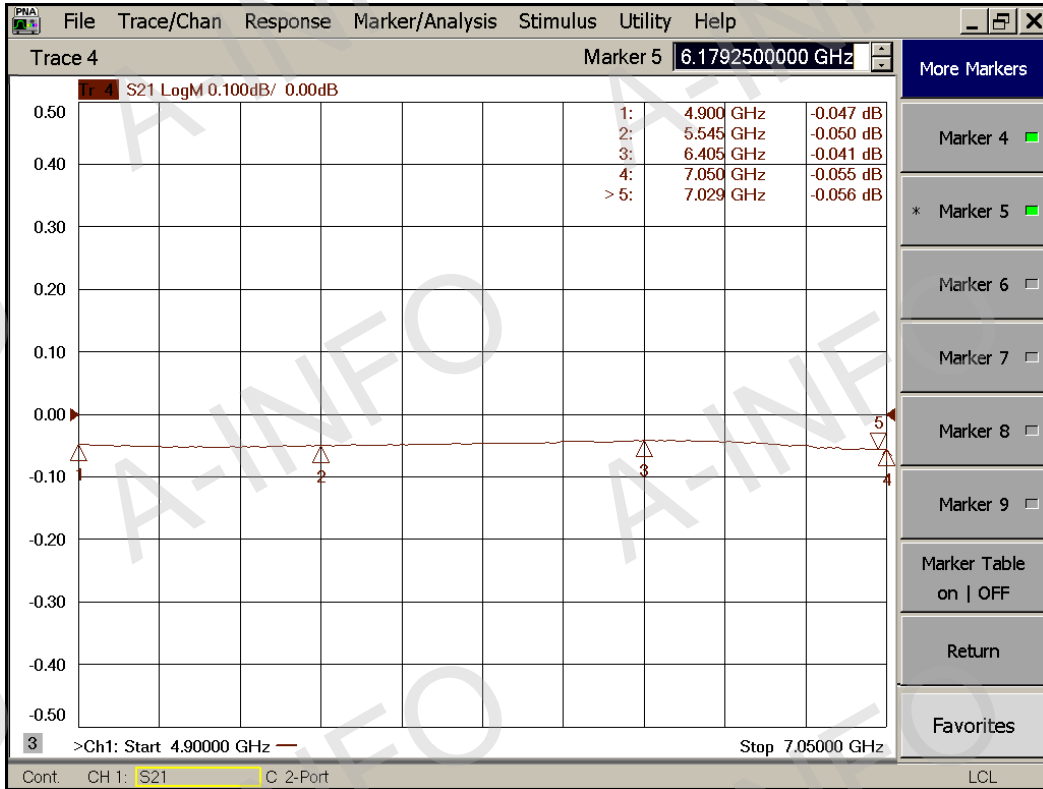 PNA File Trace/Chan Response Marker/Analysis Stimulus Utility Help
Trace 4 Marker 5 6.1792500000 GHz
More Markers
Tr 4 S21 LogM 0.100dB/ 0.00dB
0.50
0.40
0.30
0.20
0.10
0.00
-0.10
-0.20
-0.30
-0.40
-0.50
1: 4.900 GHz -0.047 dB
2: 5.545 GHz -0.050 dB
3: 6.405 GHz -0.041 dB
4: 7.050 GHz -0.055 dB
> 5: 7.029 GHz -0.056 dB
1
2
3
4
5
Marker 4
* Marker 5
Marker 6
Marker 7
Marker 8
Marker 9
Marker Table
on | OFF
Return
Favorites
3 >Ch1: Start 4.90000 GHz Stop 7.05000 GHz
Cont. CH 1: S21 C 2-Port LCL
A-INFO
A-INFO
A-INFO
A-INFO
A-INFO
A-INFO